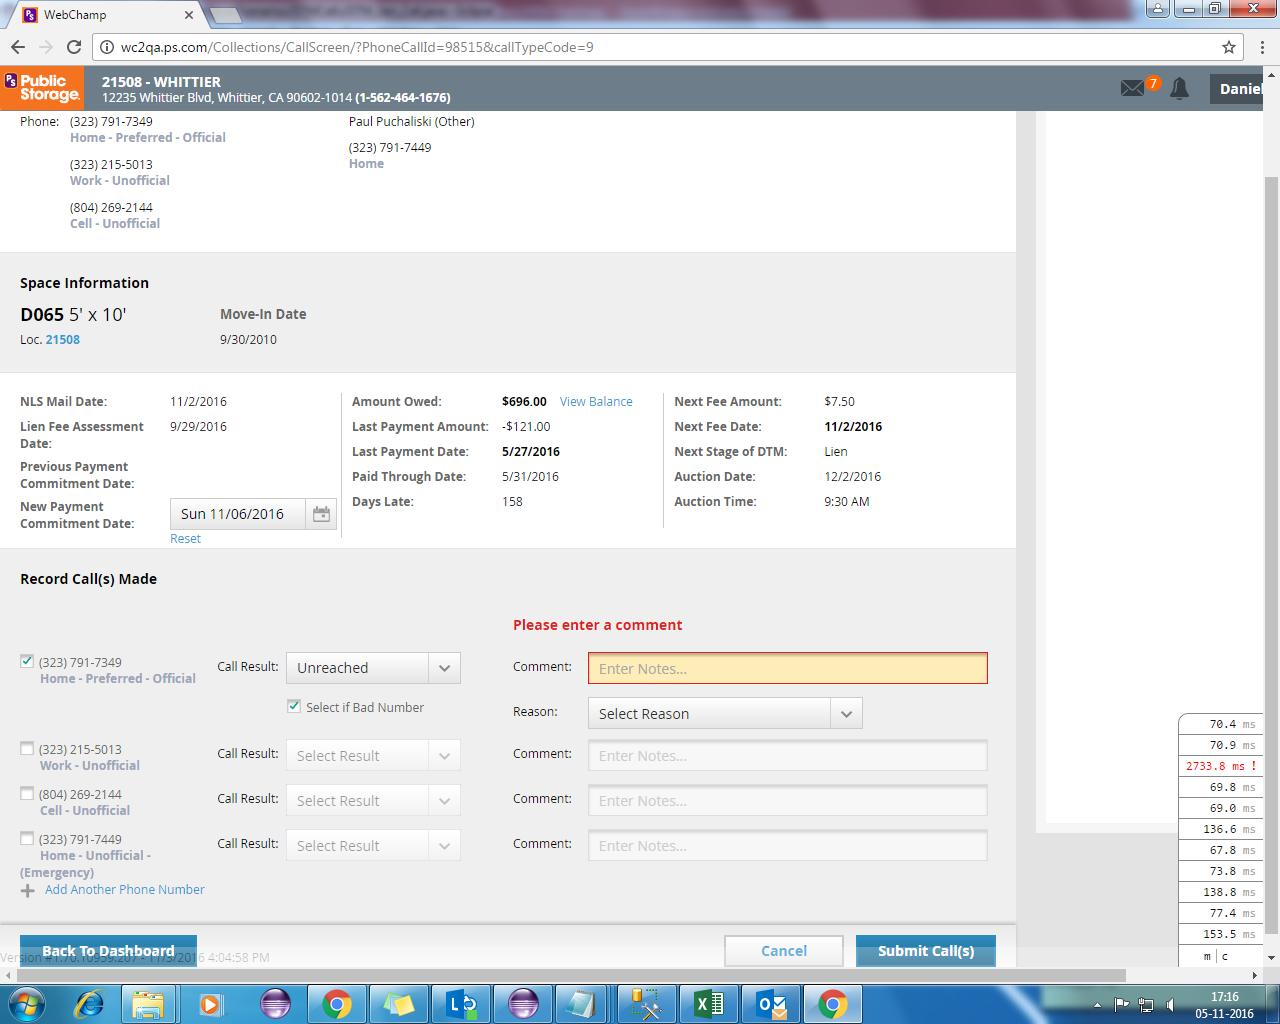 WebChamp
wc2qa.ps.com/Collections/CallScreen/?PhoneCallId=98515&callTypeCode=9
PS Public Storage.
21508 - WHITTIER
12235 Whittier Blvd, Whittier, CA 90602-1014 (1-562-464-1676)
7
Daniel
Phone: (323) 791-7349
Home - Preferred - Official
(323) 215-5013
Work - Unofficial
(804) 269-2144
Cell - Unofficial
Paul Puchaliski (Other)
(323) 791-7449
Home
Space Information
D065 5' x 10'
Move-In Date
Loc. 21508
9/30/2010
NLS Mail Date: 11/2/2016
Lien Fee Assessment Date: 9/29/2016
Previous Payment Commitment Date:
New Payment Commitment Date: Sun 11/06/2016
Reset
Amount Owed: $696.00 View Balance
Last Payment Amount: -$121.00
Last Payment Date: 5/27/2016
Paid Through Date: 5/31/2016
Days Late: 158
Next Fee Amount: $7.50
Next Fee Date: 11/2/2016
Next Stage of DTM: Lien
Auction Date: 12/2/2016
Auction Time: 9:30 AM
Record Call(s) Made
Please enter a comment
(323) 791-7349
Home - Preferred - Official
Call Result: Unreached
Comment: Enter Notes...
Select if Bad Number
Reason: Select Reason
(323) 215-5013
Work - Unofficial
Call Result: Select Result
Comment: Enter Notes...
(804) 269-2144
Cell - Unofficial
Call Result: Select Result
Comment: Enter Notes...
(323) 791-7449
Home - Unofficial -
(Emergency)
Call Result: Select Result
Comment: Enter Notes...
Add Another Phone Number
70.4 ms
70.9 ms
2733.8 ms !
69.8 ms
69.0 ms
136.6 ms
67.8 ms
73.8 ms
138.8 ms
77.4 ms
153.5 ms
m | c
Back To Dashboard
Cancel
Submit Call(s)
Version #1.70.10959.207 - 11/3/2016 4:04:58 PM
17:16
05-11-2016